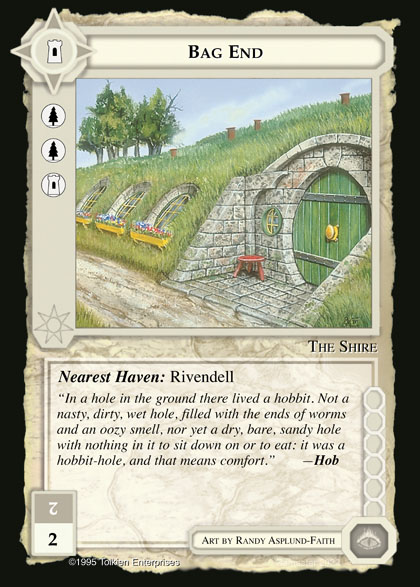 BAG END
THE SHIRE
Nearest Haven: Rivendell
“In a hole in the ground there lived a hobbit. Not a
nasty, dirty, wet hole, filled with the ends of worms
and an oozy smell, nor yet a dry, bare, sandy hole
with nothing in it to sit down on or to eat: it was a
hobbit-hole, and that means comfort.” —Hob
2
2
ART BY RANDY ASPLUND-FAITH
©1995 Tolkien Enterprises